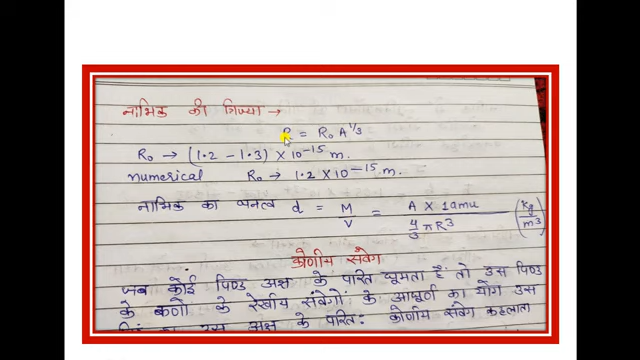 नाभिक की त्रिज्या →
R = R₀ A^1/3
R₀ → (1.2 - 1.3) × 10^-15 m.
numerical R₀ → 1.2 × 10^-15 m.
नाभिक का घनत्व d = M/V = A × 1amu / 4/3 πR³ (Kg/m³)
कोणीय संवेग
जब कोई पिण्ड अक्ष के परित घूमता है तो उस पिण्ड
के कणो के रेखीय संवेगों के आघूर्ण का योग उस
उस अक्ष के परित: कोणीय संवेग कहलाता